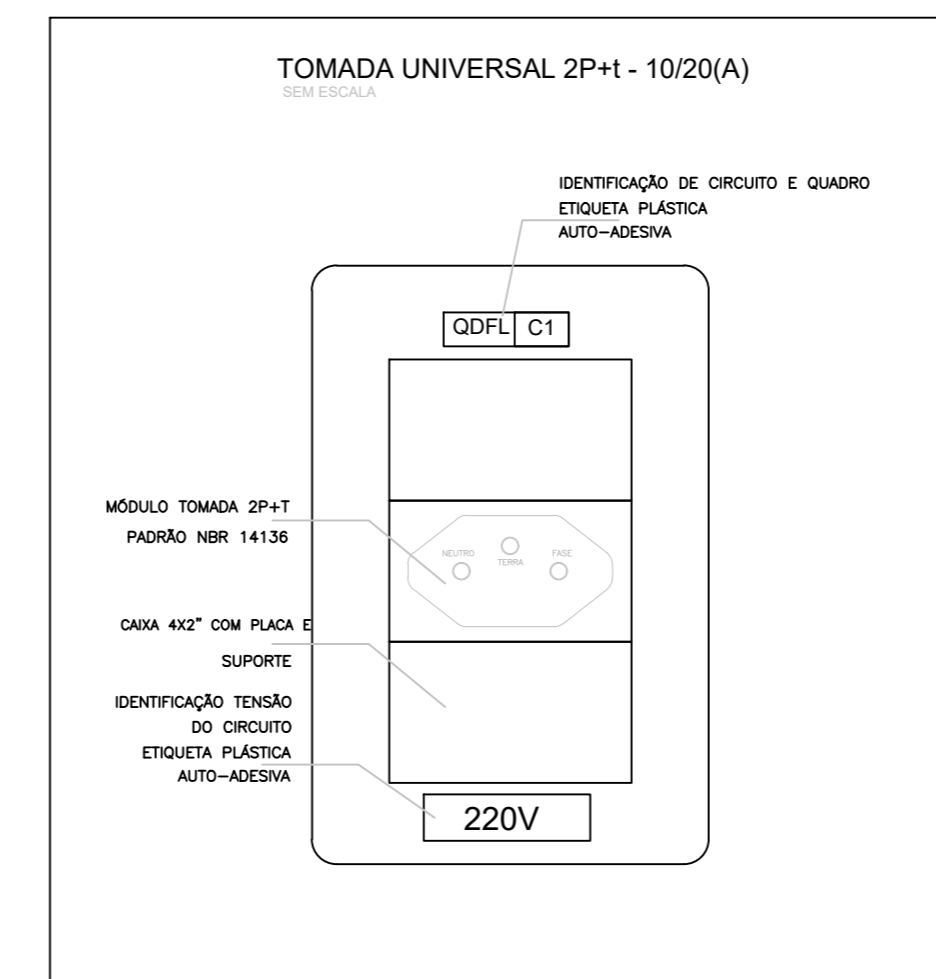 TOMADA UNIVERSAL 2P+t - 10/20(A)
SEM ESCALA
IDENTIFICAÇÃO DE CIRCUITO E QUADRO
ETIQUETA PLÁSTICA
AUTO-ADESIVA
QDFL C1
MÓDULO TOMADA 2P+T
PADRÃO NBR 14136
NEUTRO
TERRA
FASE
CAIXA 4X2" COM PLACA E
SUPORTE
IDENTIFICAÇÃO TENSÃO
DO CIRCUITO
ETIQUETA PLÁSTICA
AUTO-ADESIVA
220V